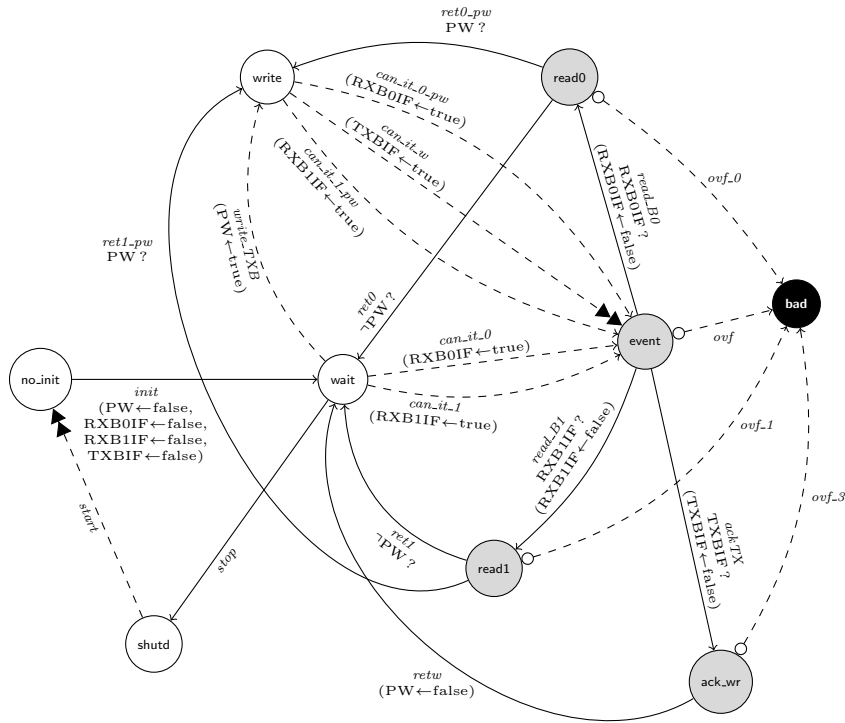 ret0_pw
PW ?
write
read0
can_it_0_pw
(RXB0IF←true)
can_it_w
(TXBIF←true)
can_it_1_pw
(RXB1IF←true)
read_B0
RXB0IF ?
(RXB0IF←false)
ovf_0
write_TXB
(PW←true)
ret1_pw
PW ?
ret0
¬PW ?
bad
event
ovf
can_it_0
(RXB0IF←true)
no_init
wait
init
(PW←false,
RXB0IF←false,
RXB1IF←false,
TXBIF←false)
can_it_1
(RXB1IF←true)
read_B1
RXB1IF ?
(RXB1IF←false)
ovf_1
ovf_3
start
stop
ret1
¬PW ?
read1
ackTX
TXBIF ?
(TXBIF←false)
shutd
retw
(PW←false)
ack_wr